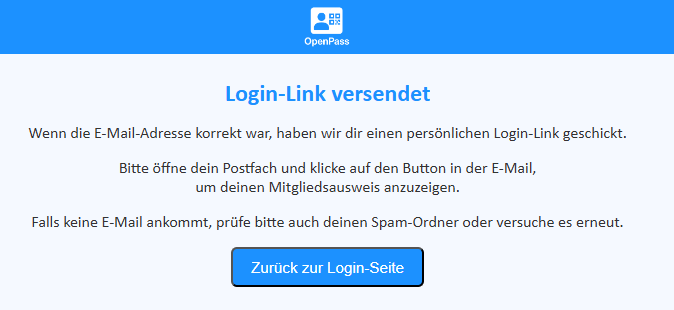 OpenPass
Login-Link versendet
Wenn die E-Mail-Adresse korrekt war, haben wir dir einen persönlichen Login-Link geschickt.
Bitte öffne dein Postfach und klicke auf den Button in der E-Mail,
um deinen Mitgliedsausweis anzuzeigen.
Falls keine E-Mail ankommt, prüfe bitte auch deinen Spam-Ordner oder versuche es erneut.
Zurück zur Login-Seite